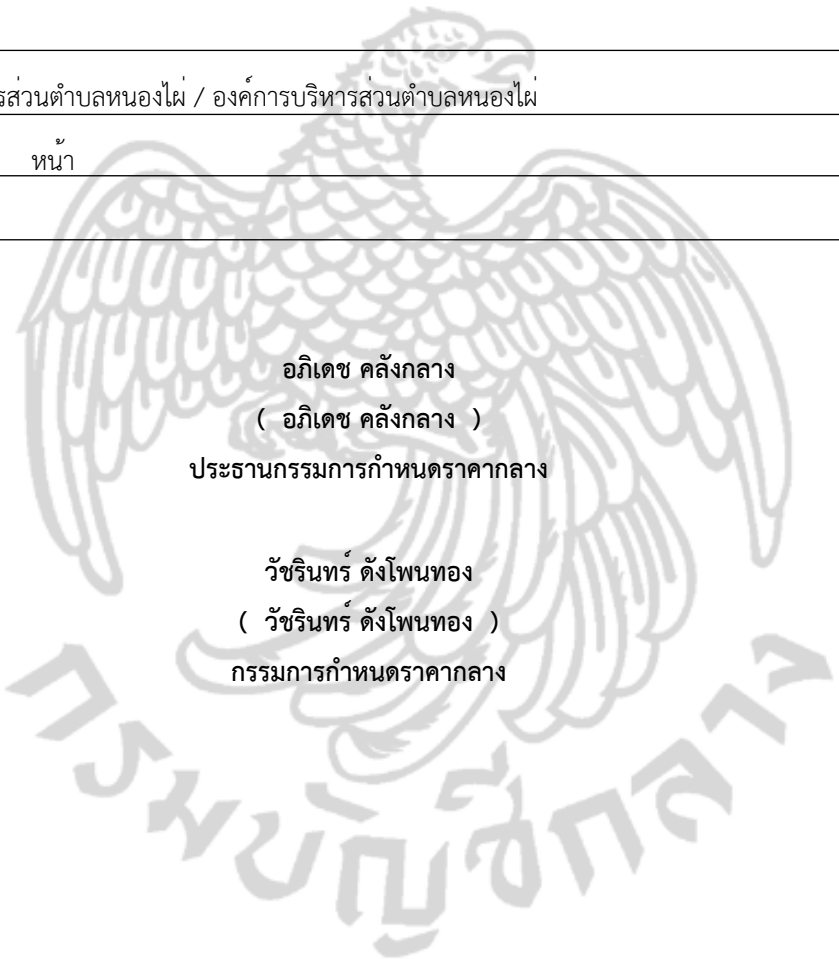 ส่วนตำบลหนองไผ่ / องค์การบริหารส่วนตำบลหนองไผ่
หน้า
อภิเดช คลังกลาง
( อภิเดช คลังกลาง )
ประธานกรรมการกำหนดราคากลาง
วัชรินทร์ ดังโพนทอง
( วัชรินทร์ ดังโพนทอง )
กรรมการกำหนดราคากลาง
กรมบัญชีกลาง